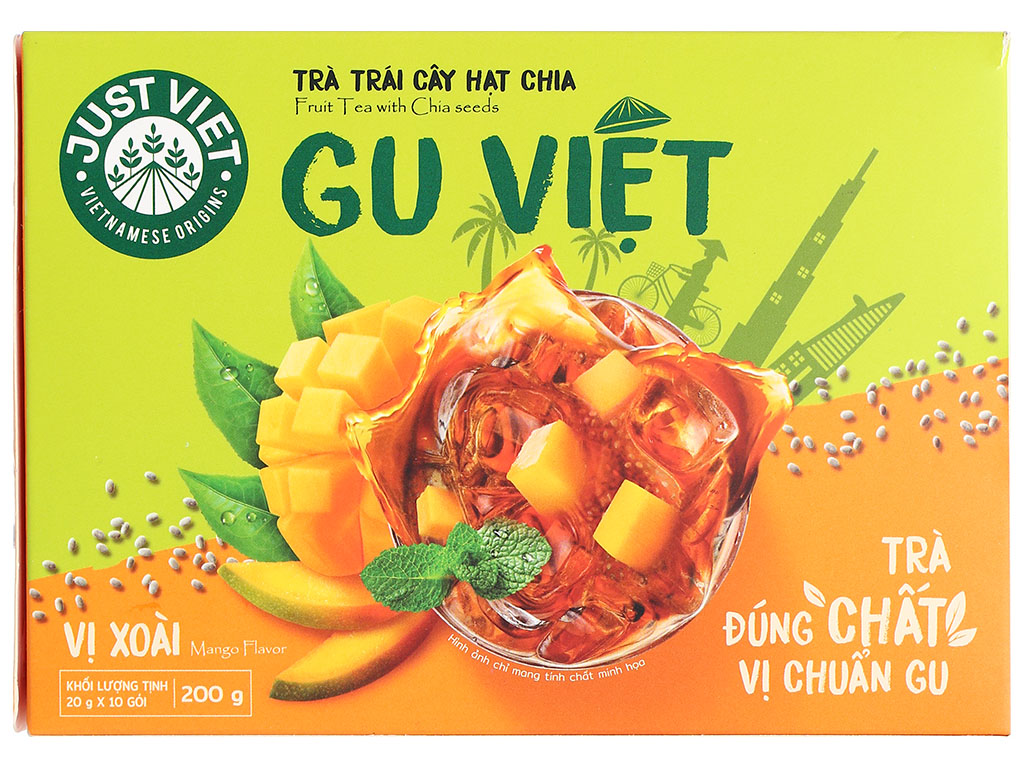 JUST VIET
VIETNAMESE ORIGINS
TRÀ TRÁI CÂY HẠT CHIA
Fruit Tea with Chia seeds
GU VIỆT
TRÀ
ĐÚNG CHẤT
VỊ CHUẨN GU
VỊ XOÀI Mango Flavor
Hình ảnh chỉ mang tính chất minh họa
KHỐI LƯỢNG TỊNH
20 g X 10 GÓI
200 g